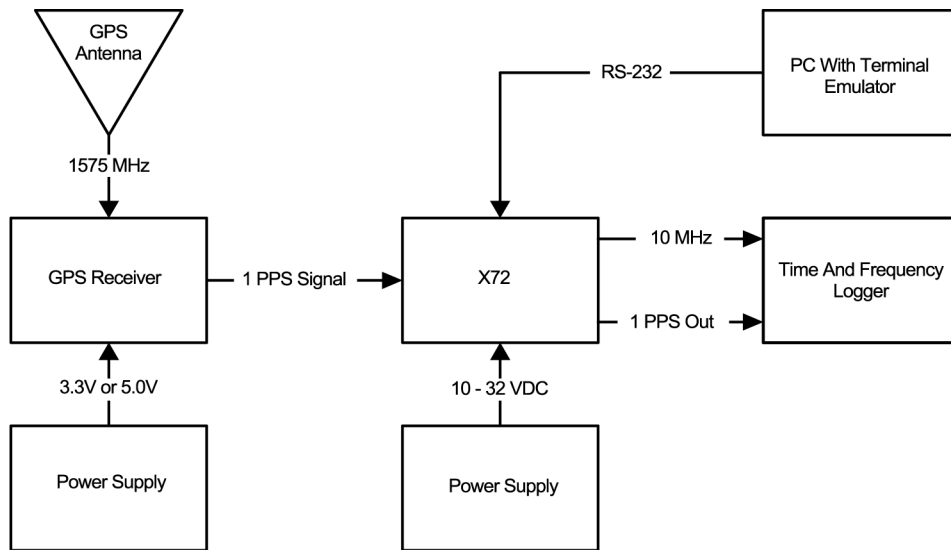 GPS
Antenna
RS-232
PC With Terminal
Emulator
1575 MHz
GPS Receiver
1 PPS Signal
X72
10 MHz
1 PPS Out
Time And Frequency
Logger
3.3V or 5.0V
10 - 32 VDC
Power Supply
Power Supply